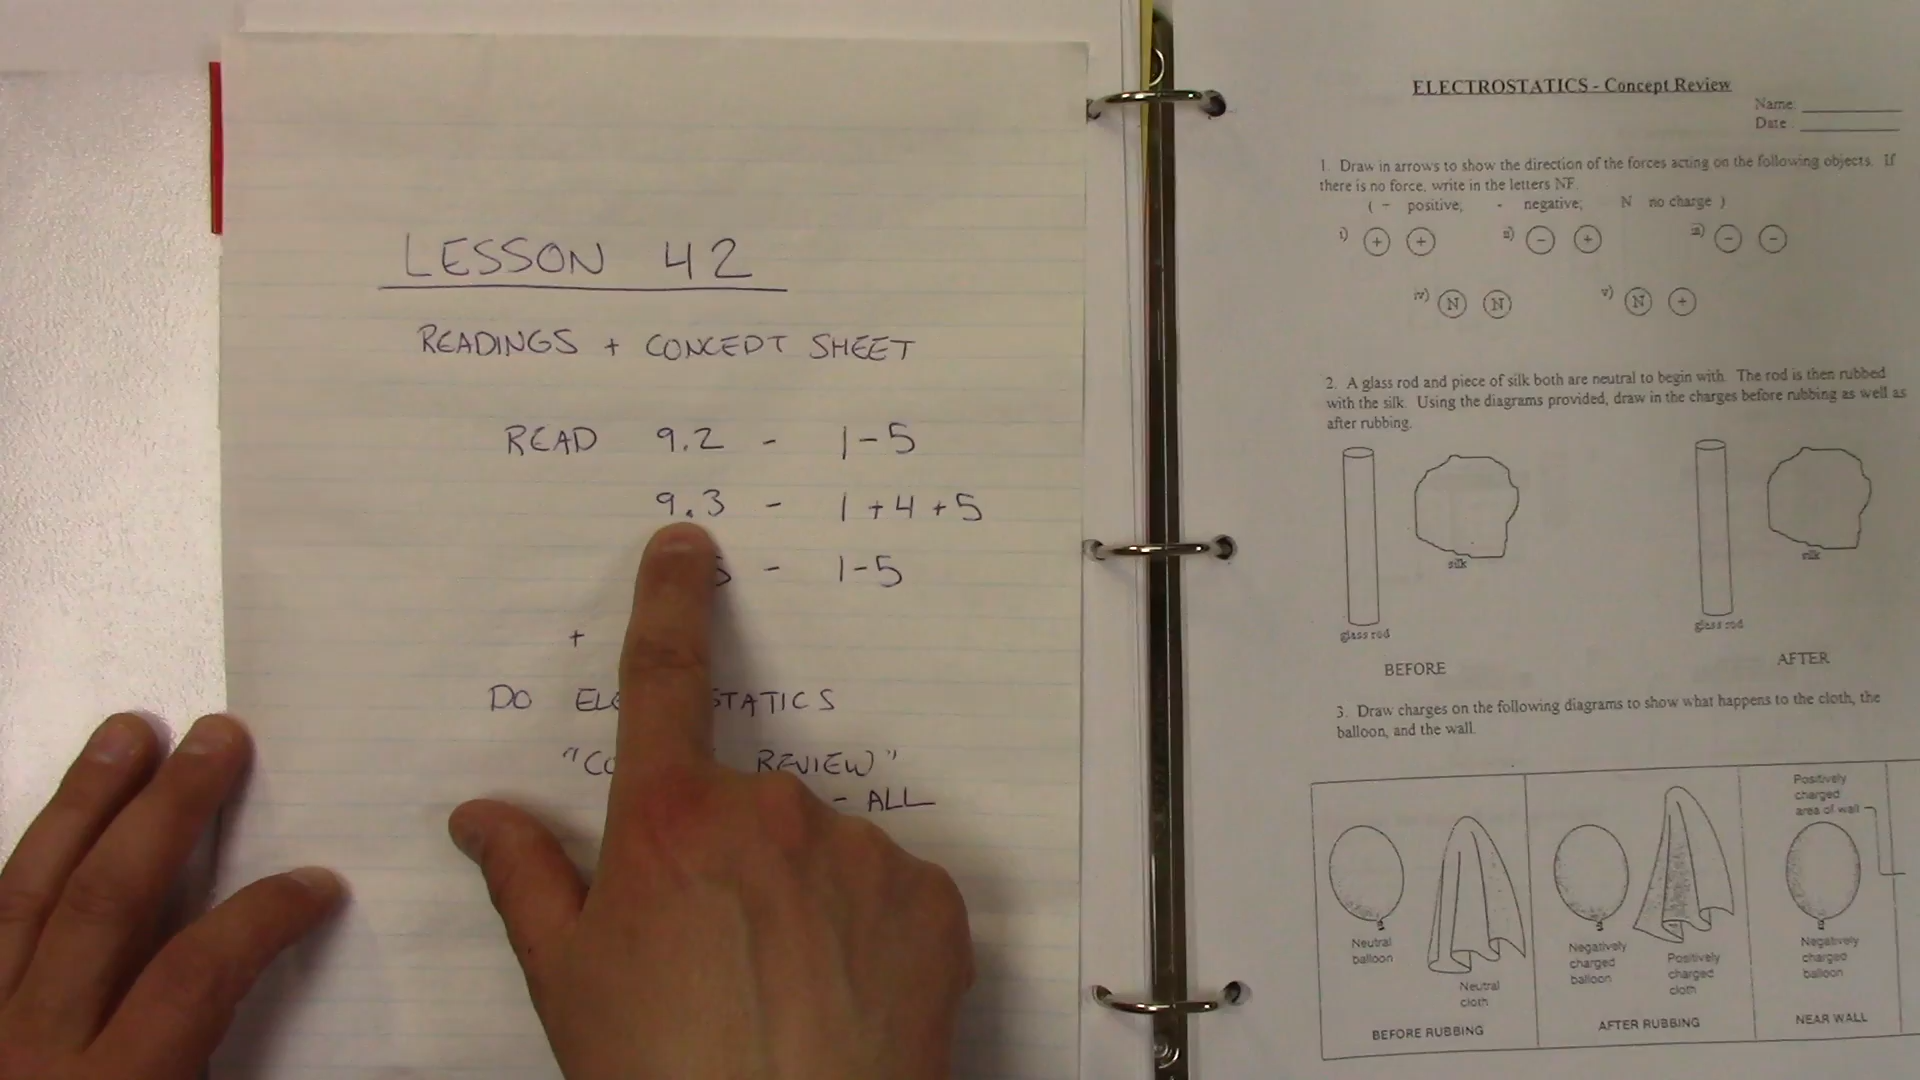 LESSON 42
READINGS + CONCEPT SHEET
READ 9.2 - 1-5
9.3 - 1+4+5
5 - 1-5
+
DO ELE STATICS
"CO REVIEW"
- ALL
ELECTROSTATICS - Concept Review
Name:
Date:
1. Draw in arrows to show the direction of the forces acting on the following objects. If
there is no force, write in the letters NF.
( - positive, - negative, N no charge )
i) + + ii) - + iii) - -
iv) N N v) N +
2. A glass rod and piece of silk both are neutral to begin with. The rod is then rubbed
with the silk. Using the diagrams provided, draw in the charges before rubbing as well as
after rubbing.
silk silk
glass rod glass rod
BEFORE AFTER
3. Draw charges on the following diagrams to show what happens to the cloth, the
balloon, and the wall.
Neutral
balloon
Neutral
cloth
BEFORE RUBBING
Negatively
charged
balloon
Positively
charged
cloth
AFTER RUBBING
Positively
charged
area of wall
Negatively
charged
balloon
NEAR WALL